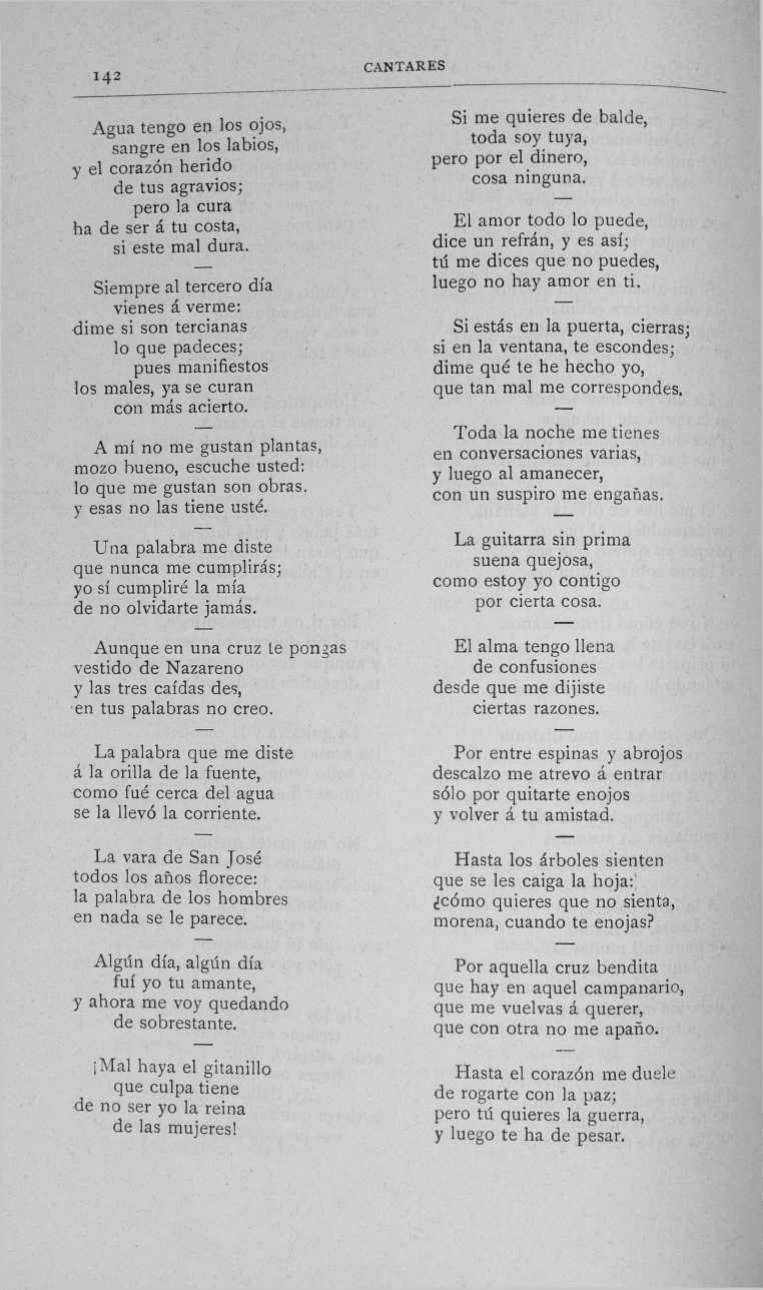 142
CANTARES
Agua tengo en los ojos,
sangre en los labios,
y el corazón herido
de tus agravios;
pero la cura
ha de ser á tu costa,
si este mal dura.
—
Siempre al tercero día
vienes á verme:
dime si son tercianas
lo que padeces;
pues manifiestos
los males, ya se curan
con más acierto.
—
A mí no me gustan plantas,
mozo bueno, escuche usted:
lo que me gustan son obras.
y esas no las tiene usté.
—
Una palabra me diste
que nunca me cumplirás;
yo sí cumpliré la mía
de no olvidarte jamás.
—
Aunque en una cruz te pongas
vestido de Nazareno
y las tres caídas des,
en tus palabras no creo.
—
La palabra que me diste
á la orilla de la fuente,
como fué cerca del agua
se la llevó la corriente.
—
La vara de San José
todos los años florece:
la palabra de los hombres
en nada se le parece.
—
Algún día, algún día
fuí yo tu amante,
y ahora me voy quedando
de sobrestante.
—
¡Mal haya el gitanillo
que culpa tiene
de no ser yo la reina
de las mujeres!
Si me quieres de balde,
toda soy tuya,
pero por el dinero,
cosa ninguna.
—
El amor todo lo puede,
dice un refrán, y es así;
tú me dices que no puedes,
luego no hay amor en ti.
—
Si estás en la puerta, cierras;
si en la ventana, te escondes;
dime qué te he hecho yo,
que tan mal me correspondes.
—
Toda la noche me tienes
en conversaciones varias,
y luego al amanecer,
con un suspiro me engañas.
—
La guitarra sin prima
suena quejosa,
como estoy yo contigo
por cierta cosa.
—
El alma tengo llena
de confusiones
desde que me dijiste
ciertas razones.
—
Por entre espinas y abrojos
descalzo me atrevo á entrar
sólo por quitarte enojos
y volver á tu amistad.
—
Hasta los árboles sienten
que se les caiga la hoja:
¿cómo quieres que no sienta,
morena, cuando te enojas?
—
Por aquella cruz bendita
que hay en aquel campanario,
que me vuelvas á querer,
que con otra no me apaño.
—
Hasta el corazón me duele
de rogarte con la paz;
pero tú quieres la guerra,
y luego te ha de pesar.